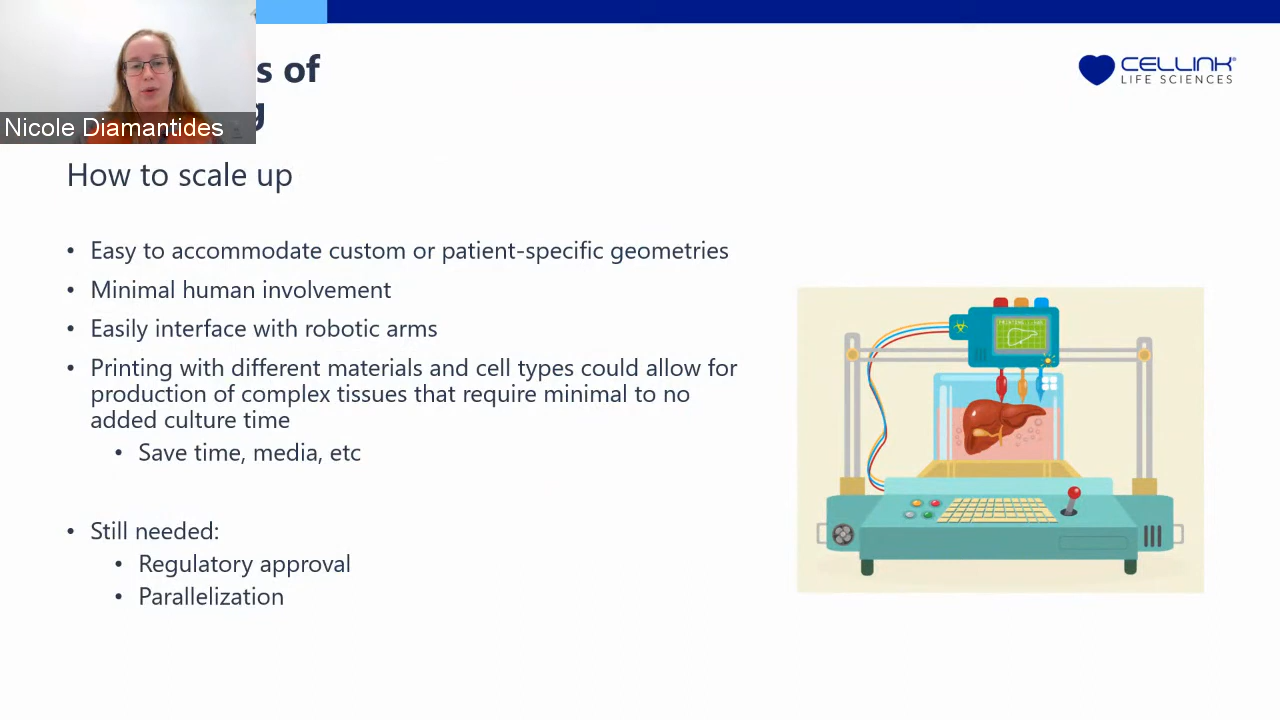 s of
g
Nicole Diamantides
CELLINK
LIFE SCIENCES
How to scale up
• Easy to accommodate custom or patient-specific geometries
• Minimal human involvement
• Easily interface with robotic arms
• Printing with different materials and cell types could allow for
production of complex tissues that require minimal to no
added culture time
• Save time, media, etc
• Still needed:
• Regulatory approval
• Parallelization